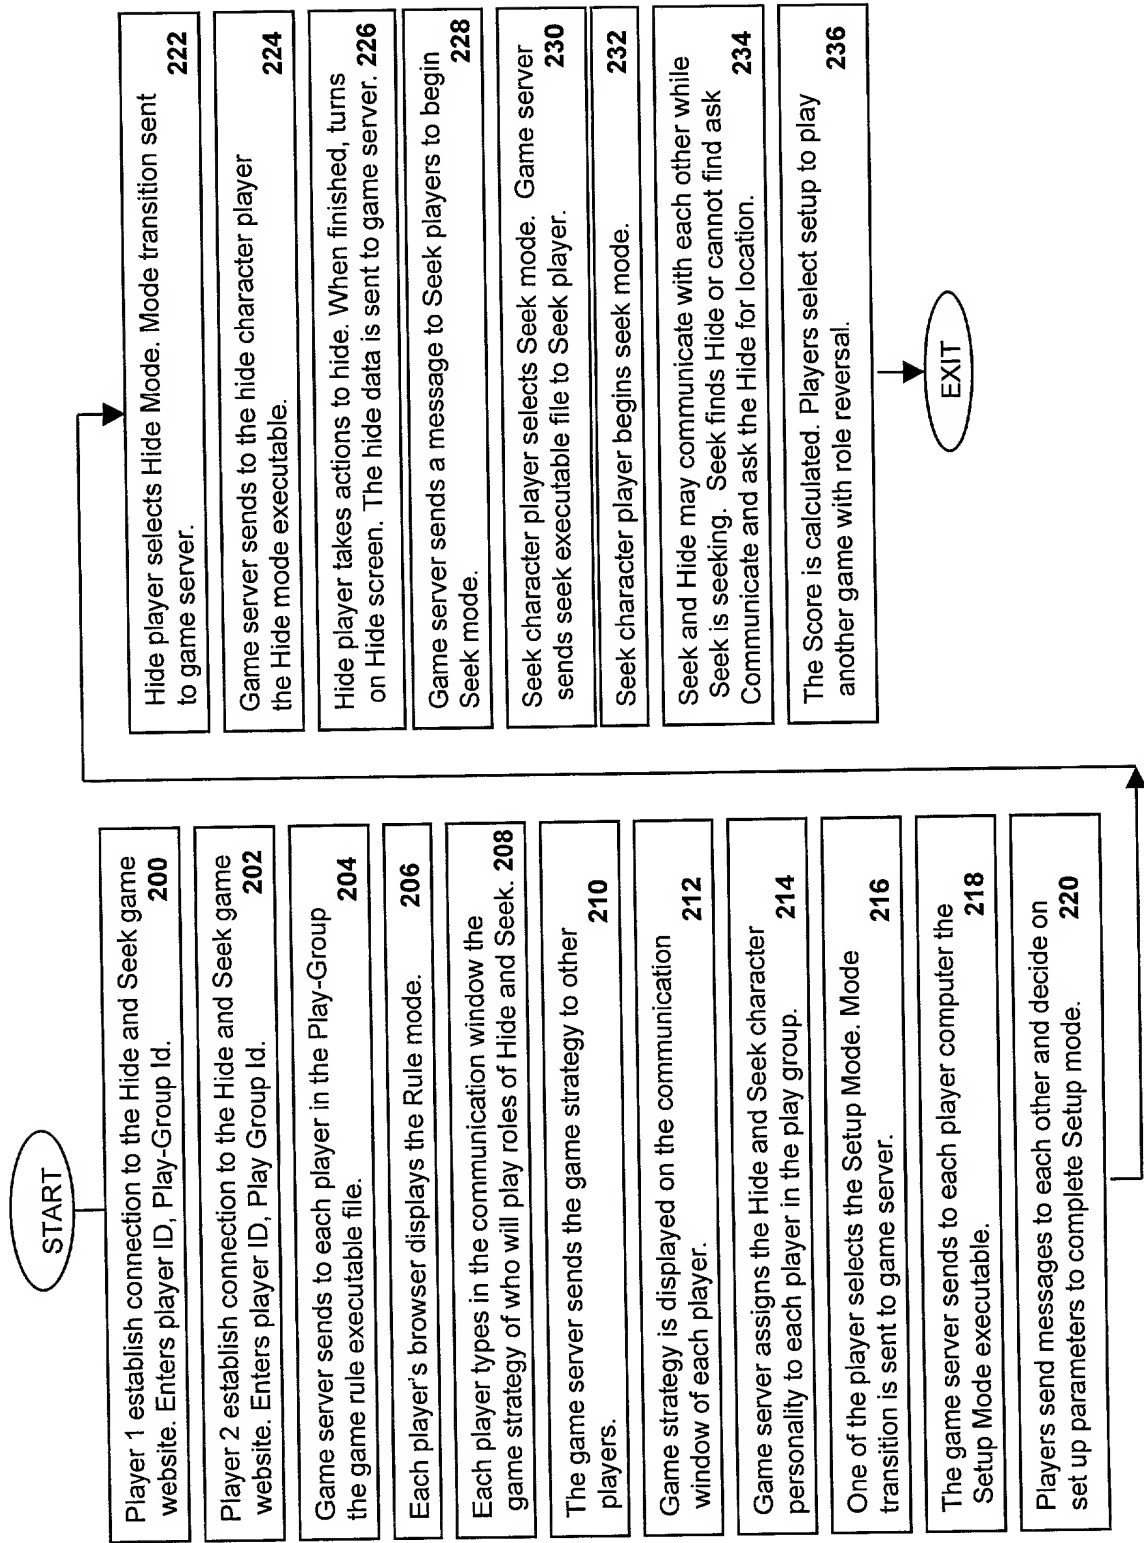 START
Player 1 establish connection to the Hide and Seek game
website. Enters player ID, Play-Group Id. 200
Player 2 establish connection to the Hide and Seek game
website. Enters player ID, Play Group Id. 202
Game server sends to each player in the Play-Group
the game rule executable file. 204
Each player's browser displays the Rule mode. 206
Each player types in the communication window the
game strategy of who will play roles of Hide and Seek. 208
The game server sends the game strategy to other
players. 210
Game strategy is displayed on the communication
window of each player. 212
Game server assigns the Hide and Seek character
personality to each player in the play group. 214
One of the player selects the Setup Mode. Mode
transition is sent to game server. 216
The game server sends to each player computer the
Setup Mode executable. 218
Players send messages to each other and decide on
set up parameters to complete Setup mode. 220
Hide player selects Hide Mode. Mode transition sent
to game server. 222
Game server sends to the hide character player
the Hide mode executable. 224
Hide player takes actions to hide. When finished, turns
on Hide screen. The hide data is sent to game server. 226
Game server sends a message to Seek players to begin
Seek mode. 228
Seek character player selects Seek mode. Game server
sends seek executable file to Seek player. 230
Seek character player begins seek mode. 232
Seek and Hide may communicate with each other while
Seek is seeking. Seek finds Hide or cannot find ask
Communicate and ask the Hide for location. 234
The Score is calculated. Players select setup to play
another game with role reversal. 236
EXIT